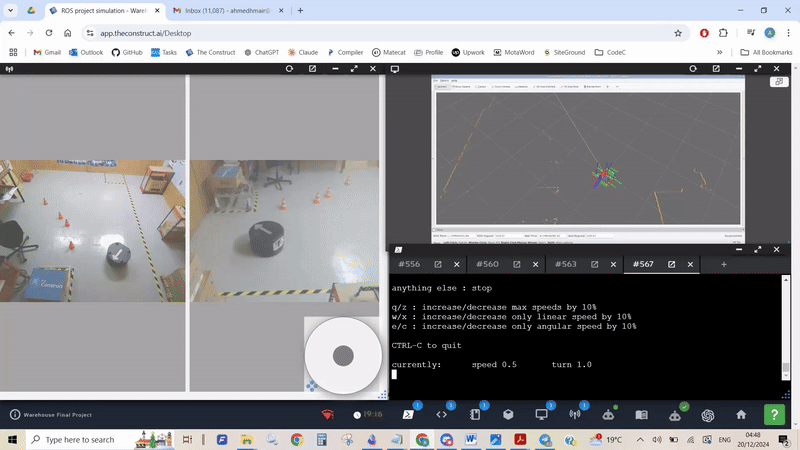 ROS project simulation - Wareh
Inbox (11,087) - ahmedhmair@
app.theconstruct.ai/Desktop
Gmail
Outlook
GitHub
Tasks
The Construct
ChatGPT
Claude
Compiler
Matecat
Profile
Upwork
MotaWord
SiteGround
CodeC
All Bookmarks
#556
#560
#563
#567
anything else : stop
q/z : increase/decrease max speeds by 10%
w/x : increase/decrease only linear speed by 10%
e/c : increase/decrease only angular speed by 10%
CTRL-C to quit
currently: speed 0.5 turn 1.0
Warehouse Final Project
19:16
Type here to search
19°C
ENG
04:48
20/12/2024